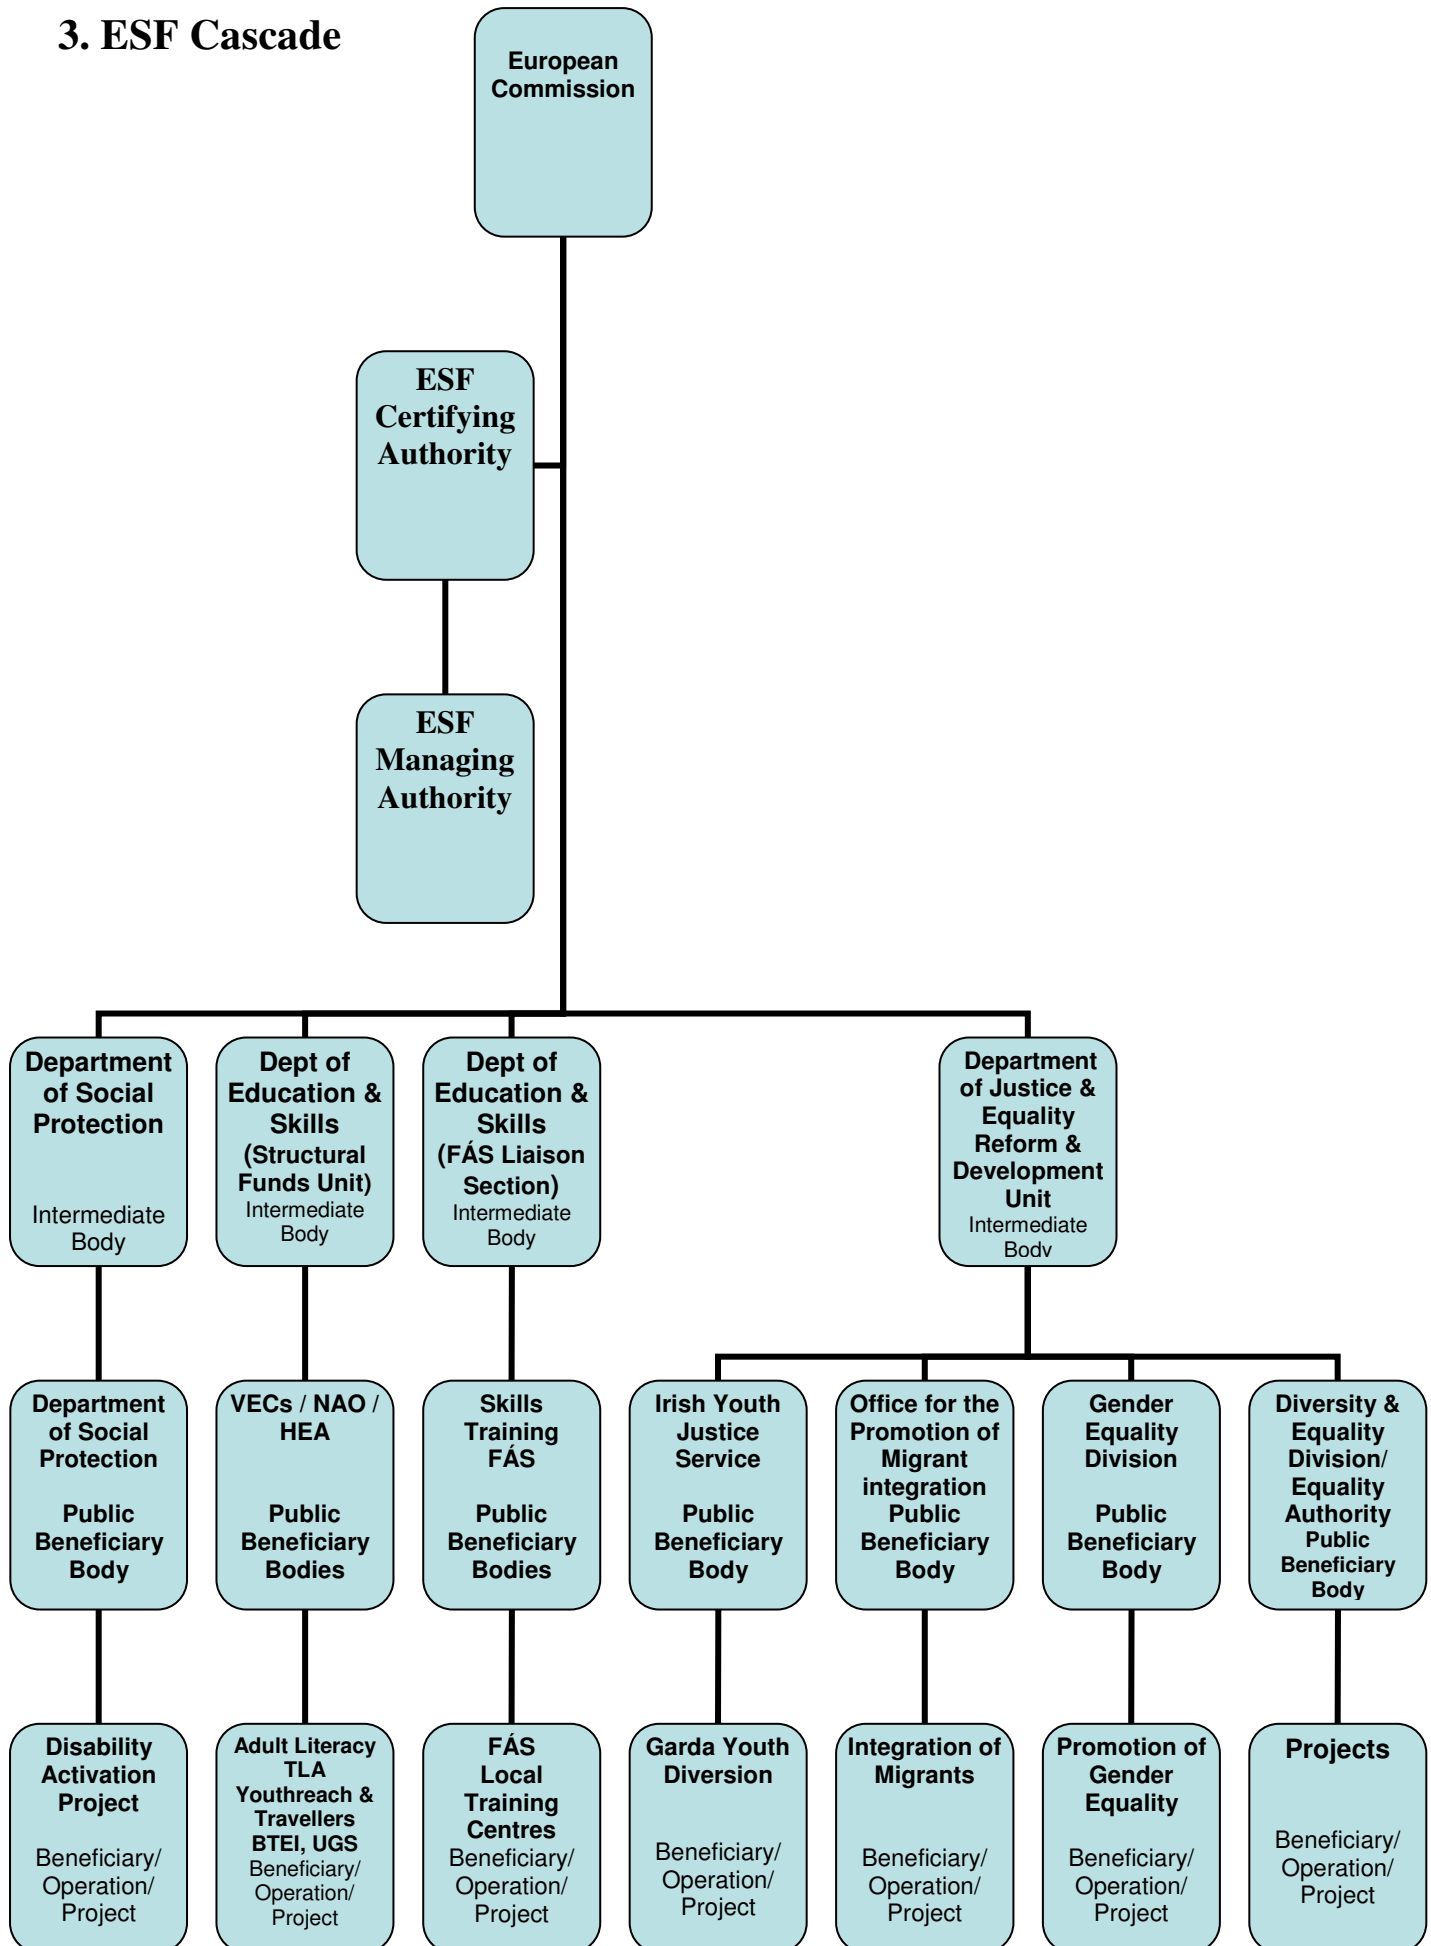 3. ESF Cascade
European
Commission
ESF
Certifying
Authority
ESF
Managing
Authority
Department
of Social
Protection
Intermediate
Body
Dept of
Education &
Skills
(Structural
Funds Unit)
Intermediate
Body
Dept of
Education &
Skills
(FÁS Liaison
Section)
Intermediate
Body
Department
of Justice &
Equality
Reform &
Development
Unit
Intermediate
Body
Department
of Social
Protection
Public
Beneficiary
Body
VECs / NAO /
HEA
Public
Beneficiary
Bodies
Skills
Training
FÁS
Public
Beneficiary
Bodies
Irish Youth
Justice
Service
Public
Beneficiary
Body
Office for the
Promotion of
Migrant
integration
Public
Beneficiary
Body
Gender
Equality
Division
Public
Beneficiary
Body
Diversity &
Equality
Division/
Equality
Authority
Public
Beneficiary
Body
Disability
Activation
Project
Beneficiary/
Operation/
Project
Adult Literacy
TLA
Youthreach &
Travellers
BTEI, UGS
Beneficiary/
Operation/
Project
FÁS
Local
Training
Centres
Beneficiary/
Operation/
Project
Garda Youth
Diversion
Beneficiary/
Operation/
Project
Integration of
Migrants
Beneficiary/
Operation/
Project
Promotion of
Gender
Equality
Beneficiary/
Operation/
Project
Projects
Beneficiary/
Operation/
Project